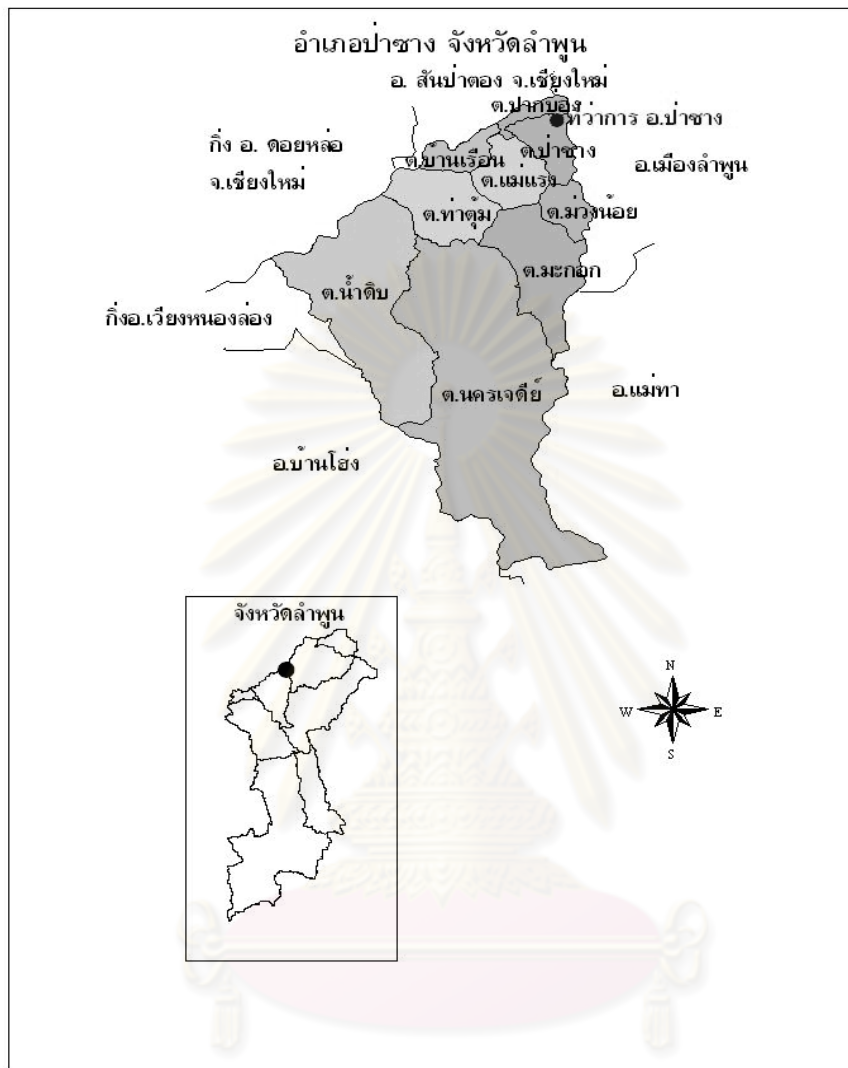 อำเภอป่าซาง จังหวัดลำพูน
อ. สันป่าตอง จ.เชียงใหม่
ต.ปากบ่อง
ที่ว่าการ อ.ป่าซาง
กิ่ง อ. ดอยหล่อ
จ.เชียงใหม่
ต.บ้านเรือน
ต.ป่าซาง
อ.เมืองลำพูน
ต.แม่แรง
ต.ท่าตุ้ม
ต.ม่วงน้อย
ต.มะกอก
ต.น้ำดิบ
กิ่งอ.เวียงหนองล่อง
ต.นครเจดีย์
อ.แม่ทา
อ.บ้านโฮ่ง
จังหวัดลำพูน
N
W E
S